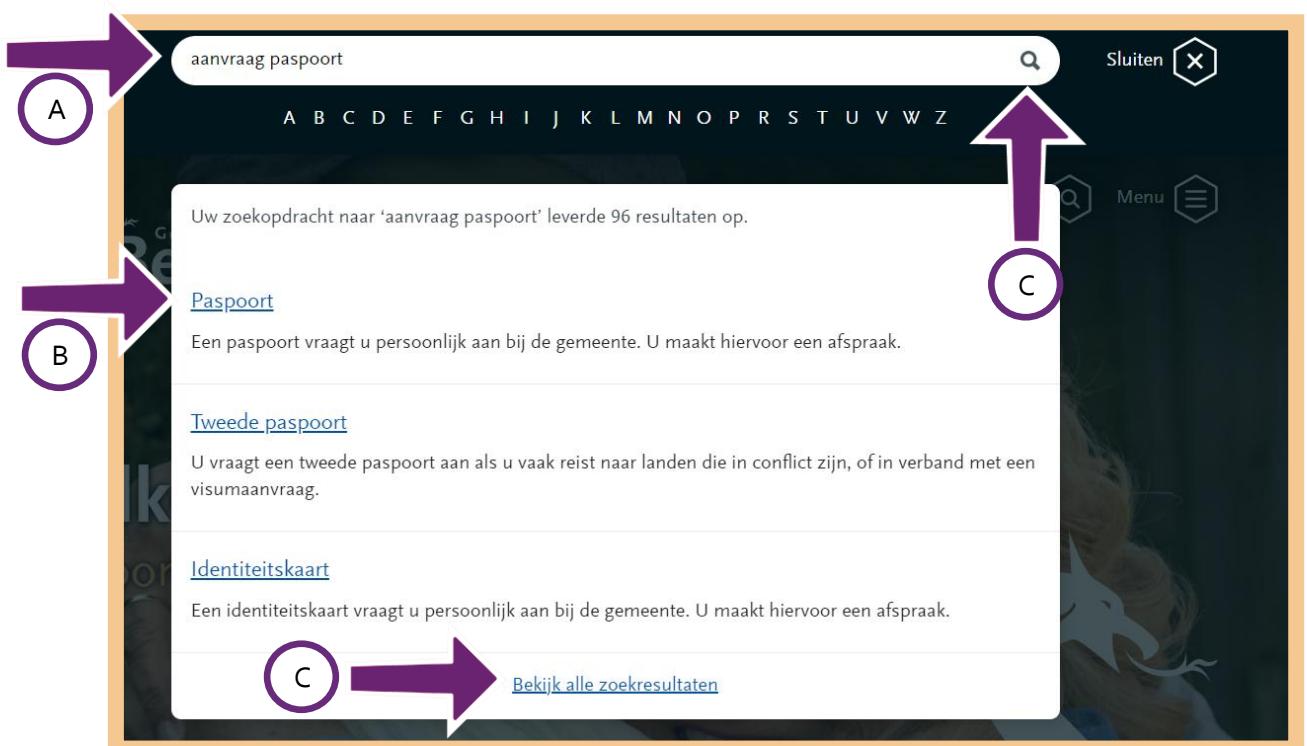 aanvraag paspoort
Sluiten
A
A B C D E F G H I J K L M N O P R S T U V W Z
Menu
Uw zoekopdracht naar ‘aanvraag paspoort’ leverde 96 resultaten op.
C
Paspoort
Een paspoort vraagt u persoonlijk aan bij de gemeente. U maakt hiervoor een afspraak.
B
Tweede paspoort
U vraagt een tweede paspoort aan als u vaak reist naar landen die in conflict zijn, of in verband met een
visumaanvraag.
Identiteitskaart
Een identiteitskaart vraagt u persoonlijk aan bij de gemeente. U maakt hiervoor een afspraak.
C
Bekijk alle zoekresultaten